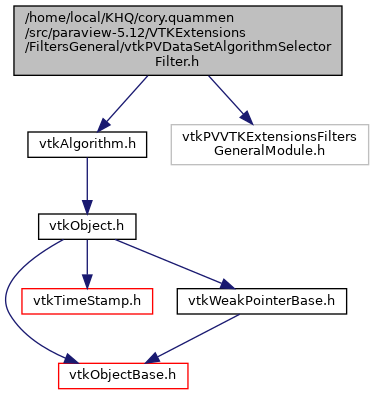 /home/local/KHQ/cory.quammen
/src/paraview-5.12/VTKExtensions
/FiltersGeneral/vtkPVDataSetAlgorithmSelector
Filter.h
vtkAlgorithm.h
vtkPVVTKExtensionsFilters
GeneralModule.h
vtkObject.h
vtkTimeStamp.h
vtkWeakPointerBase.h
vtkObjectBase.h